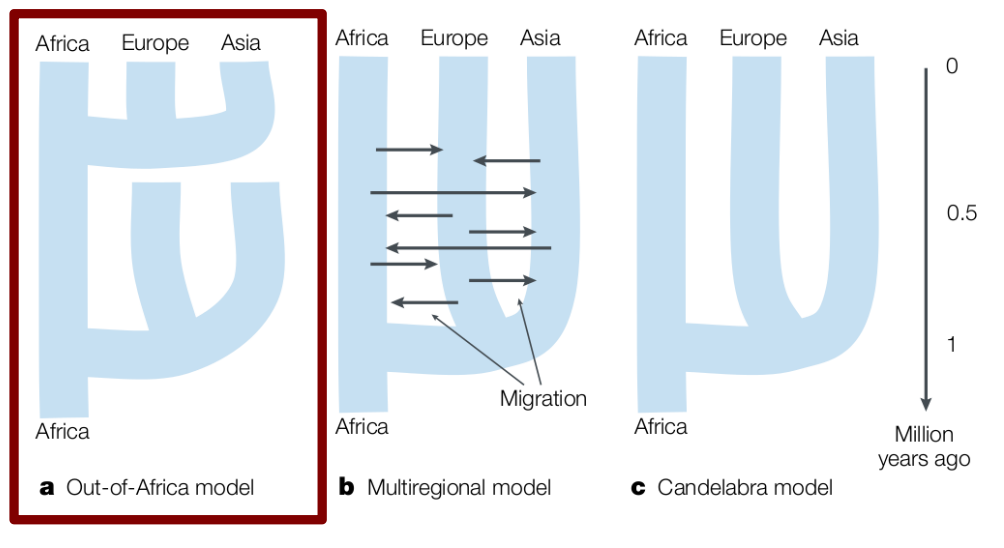 Africa Europe Asia
Africa
a Out-of-Africa model
Africa Europe Asia
Migration
Africa
b Multiregional model
Africa Europe Asia
Africa
c Candelabra model
0
0.5
1
Million
years ago